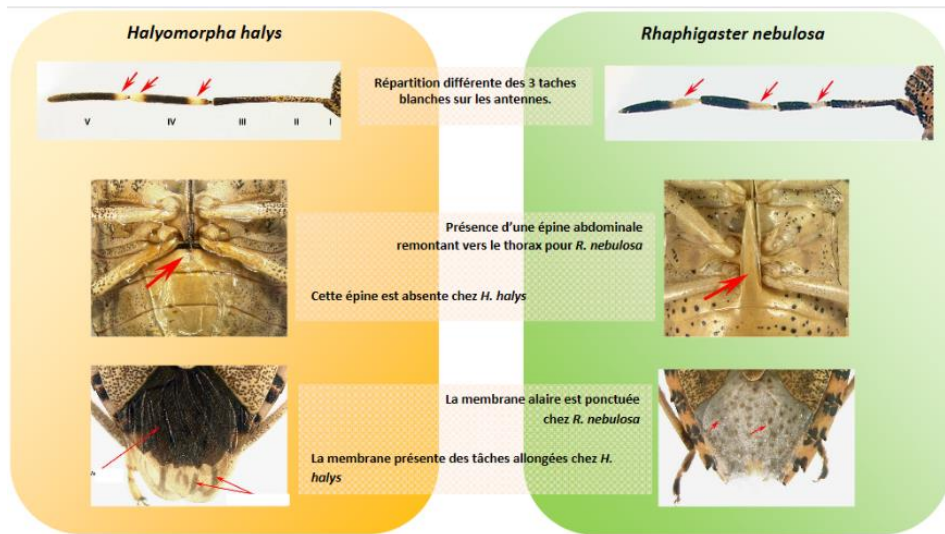 Halyomorpha halys
Rhaphigaster nebulosa
Répartition différente des 3 taches
blanches sur les antennes.
V IV III II I
Présence d'une épine abdominale
remontant vers le thorax pour R. nebulosa
Cette épine est absente chez H. halys
La membrane alaire est ponctuée
chez R. nebulosa
La membrane présente des tâches allongées chez H.
halys